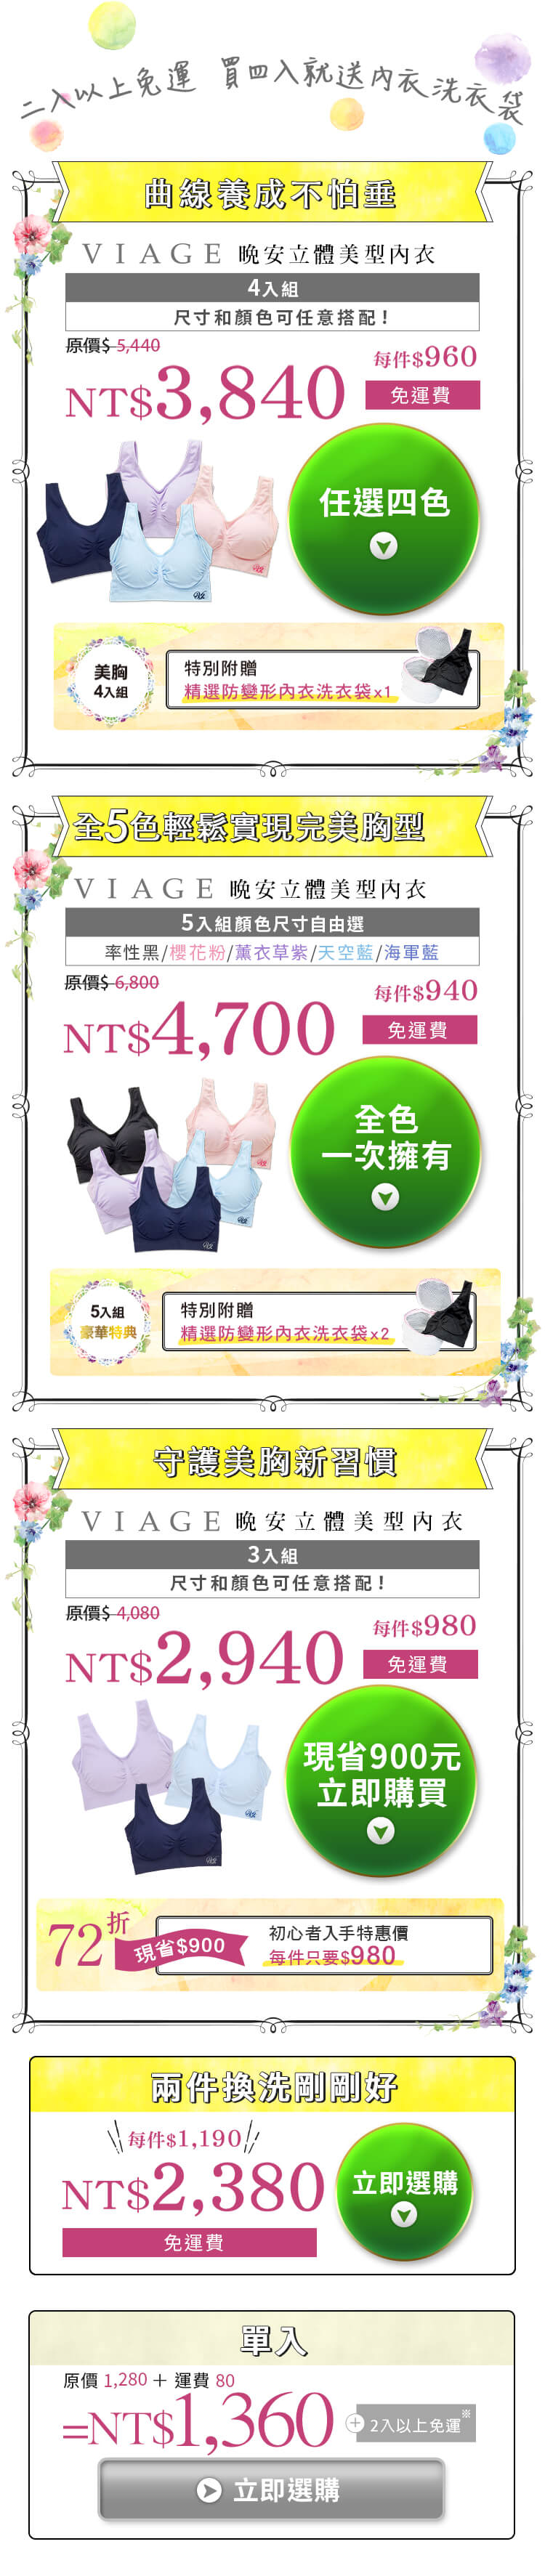 二入以上免運 買四入就送內衣洗衣袋
曲線養成不怕垂
VIAGE 晚安立體美型內衣
4入組
尺寸和顏色可任意搭配！
原價$ 5,440
每件$960
NT$3,840
免運費
任選四色
美胸
4入組
特別附贈
精選防變形內衣洗衣袋x1
全5色輕鬆實現完美胸型
VIAGE 晚安立體美型內衣
5入組顏色尺寸自由選
率性黑/櫻花粉/薰衣草紫/天空藍/海軍藍
原價$ 6,800
每件$940
NT$4,700
免運費
全色
一次擁有
5入組
豪華特典
特別附贈
精選防變形內衣洗衣袋x2
守護美胸新習慣
VIAGE 晚安立體美型內衣
3入組
尺寸和顏色可任意搭配！
原價$ 4,080
每件$980
NT$2,940
免運費
現省900元
立即購買
72折
現省$900
初心者入手特惠價
每件只要$980
兩件換洗剛剛好
每件$1,190
NT$2,380
免運費
立即選購
單入
原價 1,280 + 運費 80
=NT$1,360
+ 2入以上免運※
立即選購